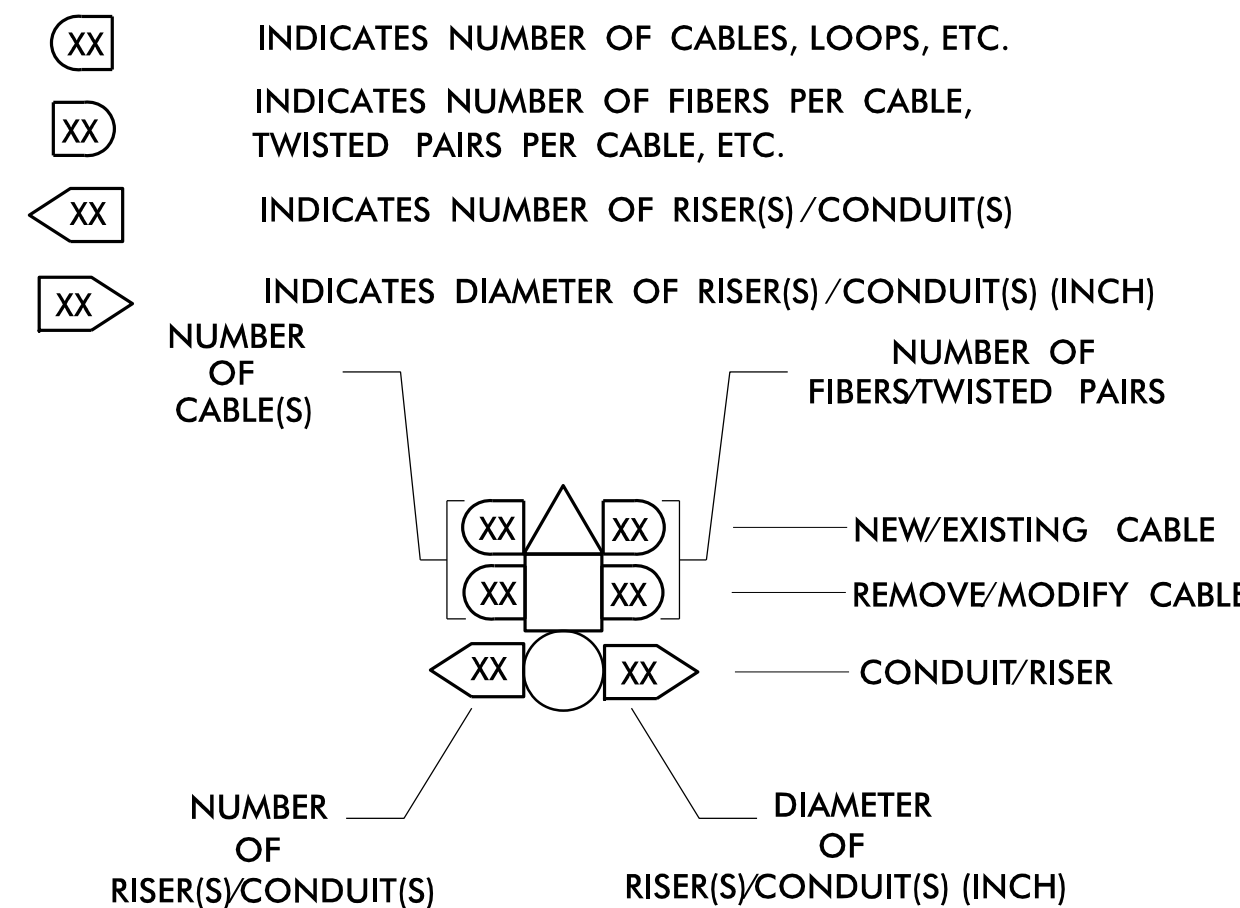 XX INDICATES NUMBER OF CABLES, LOOPS, ETC.
XX INDICATES NUMBER OF FIBERS PER CABLE,
TWISTED PAIRS PER CABLE, ETC.
XX INDICATES NUMBER OF RISER(S)/CONDUIT(S)
XX INDICATES DIAMETER OF RISER(S)/CONDUIT(S) (INCH)
NUMBER
OF
CABLE(S)
NUMBER OF
FIBERS/TWISTED PAIRS
XX XX NEW/EXISTING CABLE
XX XX REMOVE/MODIFY CABLE
XX XX CONDUIT/RISER
NUMBER
OF
RISER(S)/CONDUIT(S)
DIAMETER
OF
RISER(S)/CONDUIT(S) (INCH)